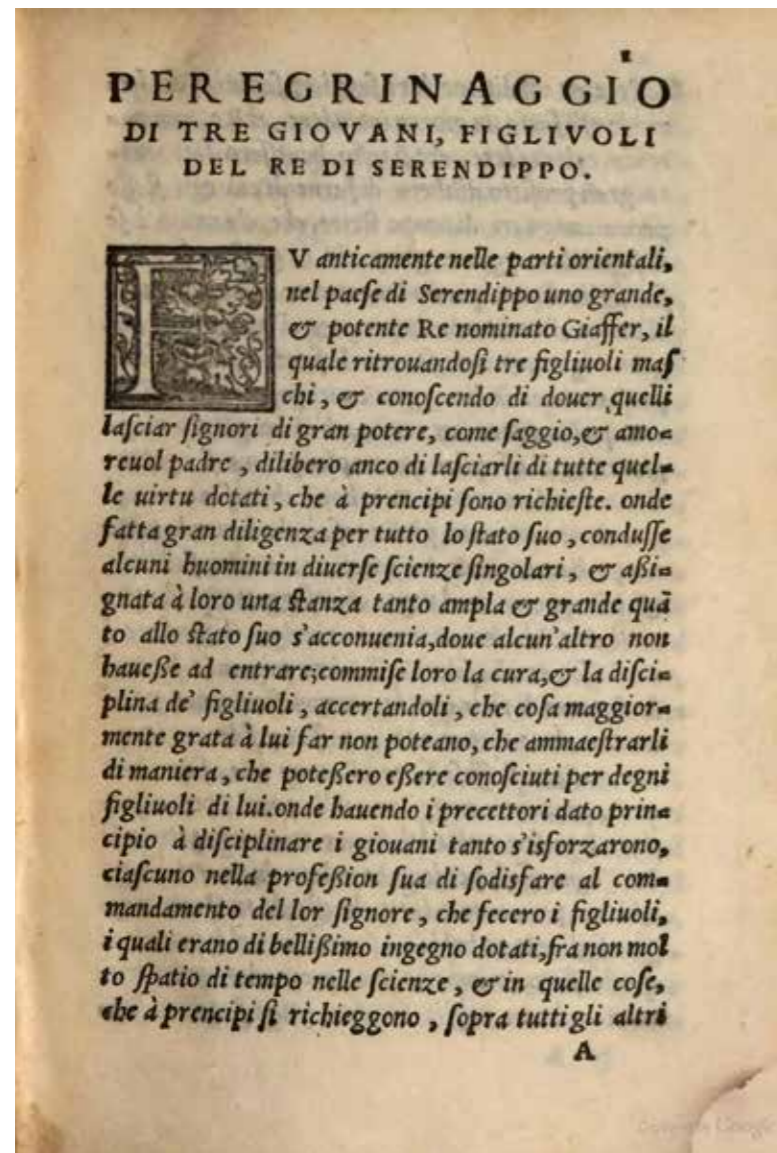 1
PEREGRINAGGIO
DI TRE GIOVANI, FIGLIVOLI
DEL RE DI SERENDIPPO.
FV anticamente nelle parti orientali,
nel paeſe di Serendippo uno grande,
& potente Re nominato Giaffer, il
quale ritrouandoſi tre figliuoli maſ
chi, & conoſcendo di douer quelli
laſciar ſignori di gran potere, come ſaggio, & amo=
reuol padre, dilibero anco di laſciarli di tutte quel=
le uirtu dotati, che à prencipi ſono richieſte. onde
fatta gran diligenza per tutto lo ſtato ſuo, conduſſe
alcuni huomini in diuerſe ſcienze ſingolari, & aßi=
gnata à loro una ſtanza tanto ampla & grande quā
to allo ſtato ſuo s'acconuenia, doue alcun'altro non
haueße ad entrare; commiſe loro la cura, & la diſci=
plina de' figliuoli, accertandoli, che coſa maggior=
mente grata à lui far non poteano, che ammaeſtrarli
di maniera, che poteßero eßere conoſciuti per degni
figliuoli di lui. onde hauendo i precettori dato prin=
cipio à diſciplinare i giouani tanto s'isforzarono,
ciaſcuno nella profeßion ſua di ſodisfare al com=
mandamento del lor ſignore, che fecero i figliuoli,
i quali erano di bellißimo ingegno dotati, fra non mol
to ſpatio di tempo nelle ſcienze, & in quelle coſe,
che à prencipi ſi richieggono, ſopra tutti gli altri
A
Google